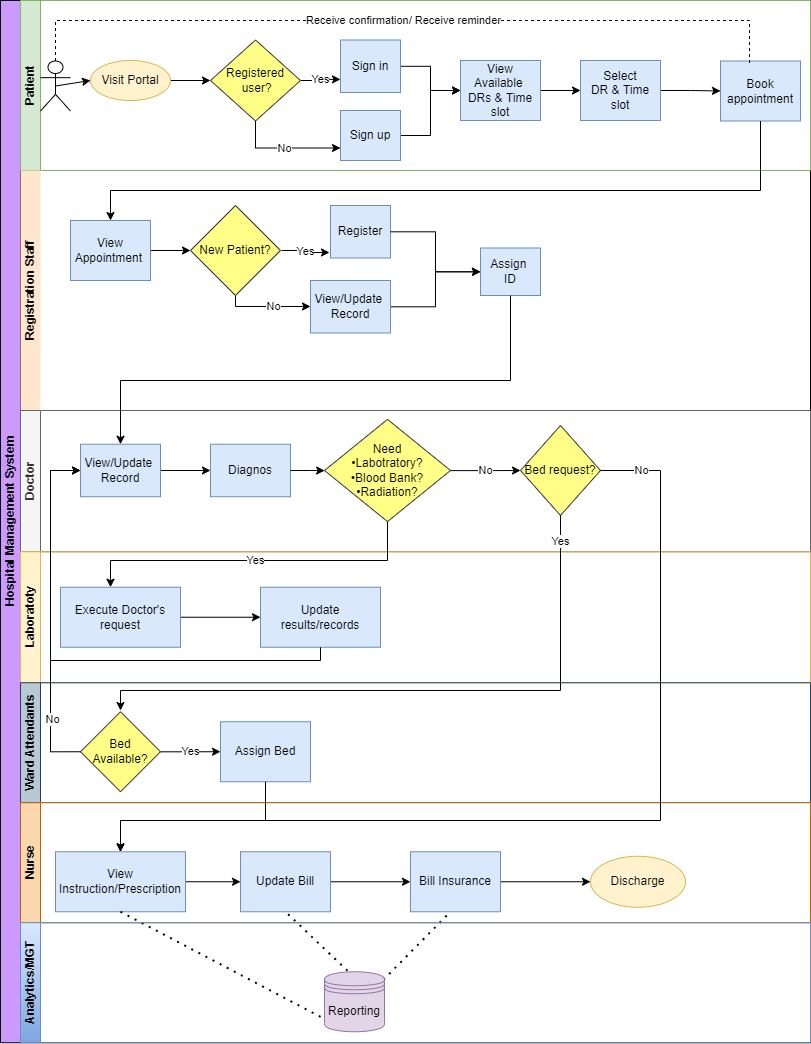 Hospital Management System
Patient
Receive confirmation/ Receive reminder
Visit Portal
Registered
user?
Yes
No
Sign in
Sign up
View
Available
DRs & Time
slot
Select
DR & Time
slot
Book
appointment
Registration Staff
View
Appointment
New Patient?
Yes
No
Register
View/Update
Record
Assign
ID
Doctor
View/Update
Record
Diagnos
Need
•Labotratory?
•Blood Bank?
•Radiation?
No
Bed request?
No
Yes
Yes
Laboratoty
Execute Doctor's
request
Update
results/records
Ward Attendants
No
Bed
Available?
Yes
Assign Bed
Nurse
View
Instruction/Prescription
Update Bill
Bill Insurance
Discharge
Analytics/MGT
Reporting